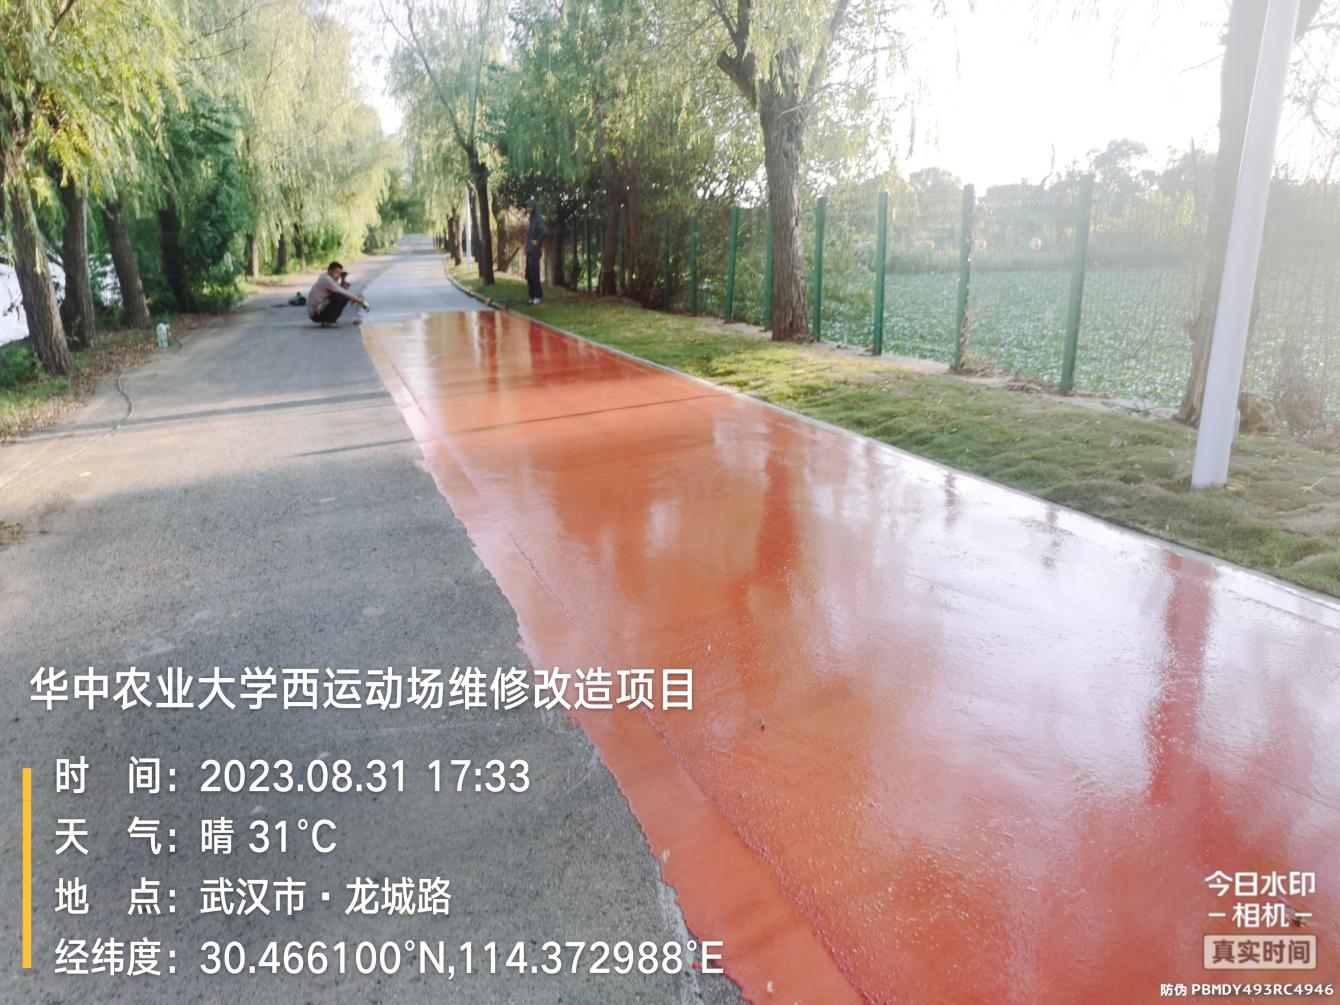 华中农业大学西运动场维修改造项目
时 间：2023.08.31 17:33
天 气：晴 31°C
地 点：武汉市·龙城路
经纬度：30.466100°N,114.372988°E
今日水印
相机
真实时间
防伪 PBMDY493RC4946